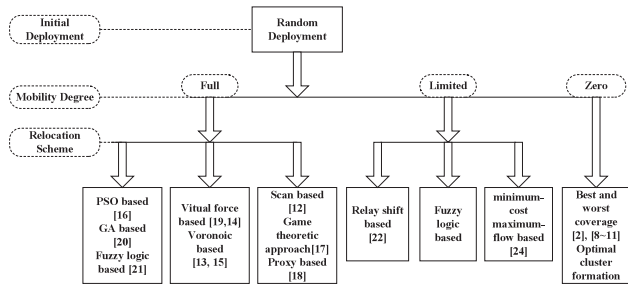 Initial
Deployment
Random
Deployment
Full
Limited
Zero
Mobility Degree
Relocation
Scheme
PSO based
[16]
GA based
[20]
Fuzzy logic
based [21]
Vitual force
based [19,14]
Voronoic
based
[13, 15]
Scan based
[12]
Game
theoretic
approach[17]
Proxy based
[18]
Relay shift
based
[22]
Fuzzy
logic
based
minimum-
cost
maximum-
flow based
[24]
Best and
worst
coverage
[2], [8~11]
Optimal
cluster
formation